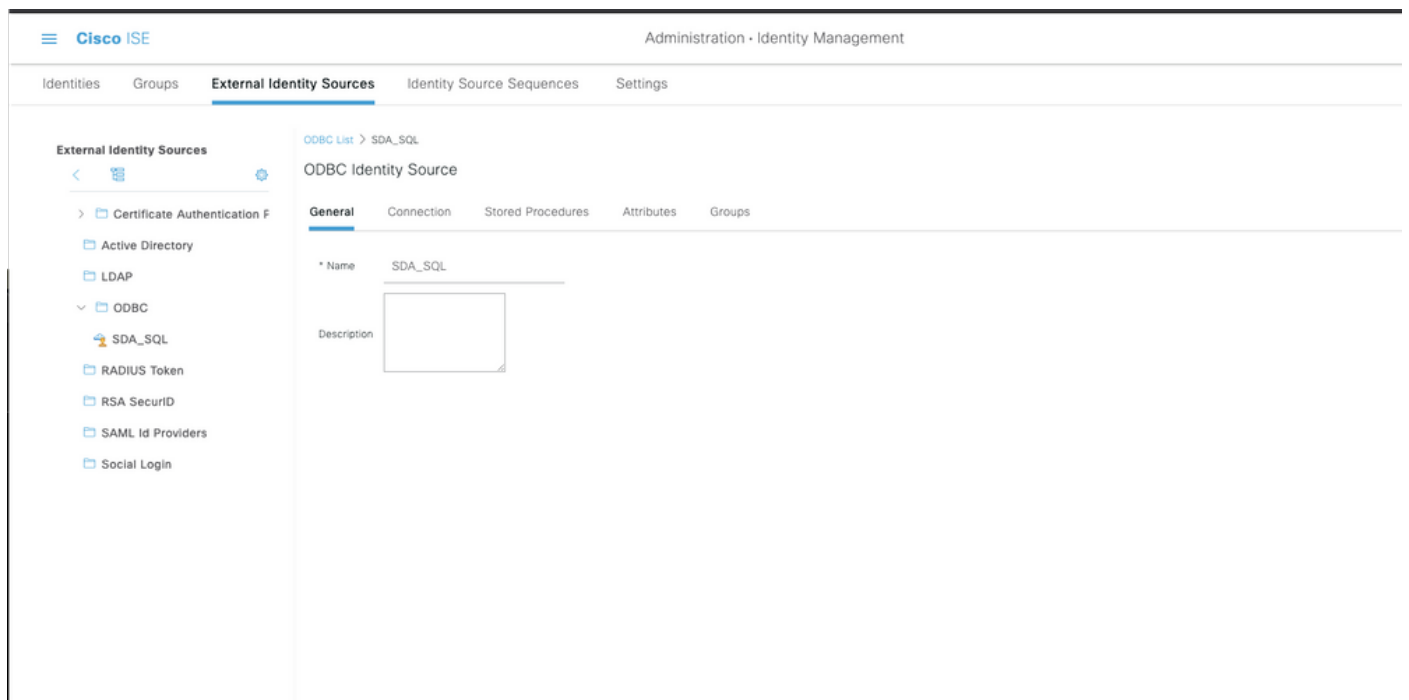 Cisco ISE
Administration · Identity Management
Identities Groups External Identity Sources Identity Source Sequences Settings
External Identity Sources
Certificate Authentication F
Active Directory
LDAP
ODBC
SDA_SQL
RADIUS Token
RSA SecurID
SAML Id Providers
Social Login
ODBC List > SDA_SQL
ODBC Identity Source
General Connection Stored Procedures Attributes Groups
* Name SDA_SQL
Description